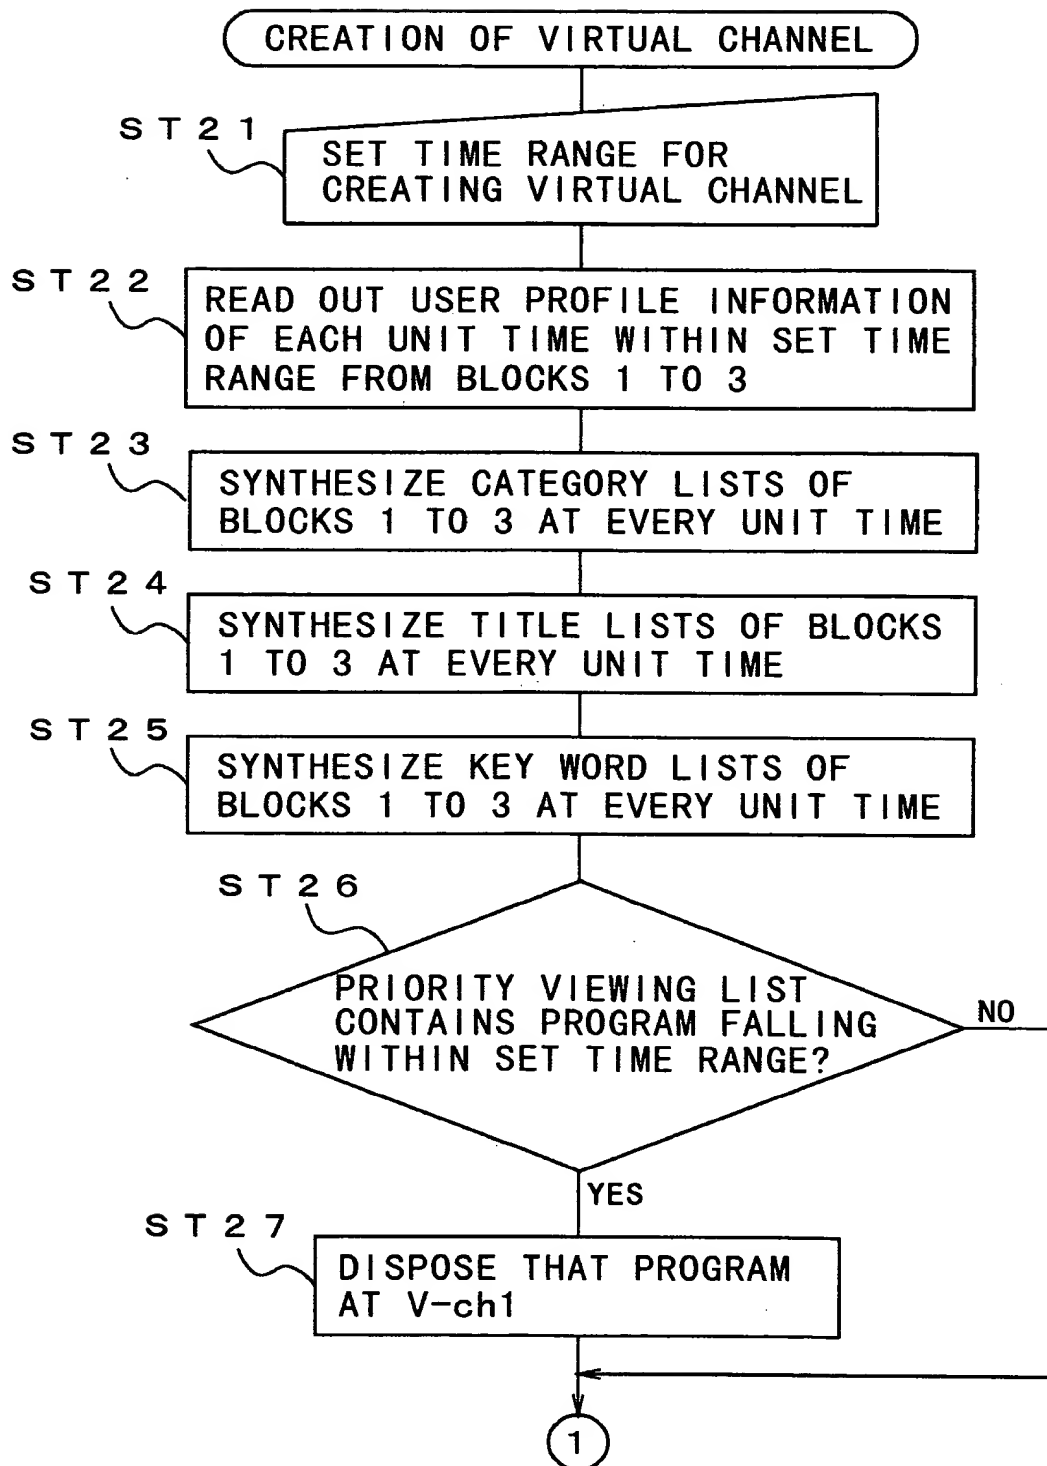 CREATION OF VIRTUAL CHANNEL
ST21
SET TIME RANGE FOR
CREATING VIRTUAL CHANNEL
ST22
READ OUT USER PROFILE INFORMATION
OF EACH UNIT TIME WITHIN SET TIME
RANGE FROM BLOCKS 1 TO 3
ST23
SYNTHESIZE CATEGORY LISTS OF
BLOCKS 1 TO 3 AT EVERY UNIT TIME
ST24
SYNTHESIZE TITLE LISTS OF BLOCKS
1 TO 3 AT EVERY UNIT TIME
ST25
SYNTHESIZE KEY WORD LISTS OF
BLOCKS 1 TO 3 AT EVERY UNIT TIME
ST26
PRIORITY VIEWING LIST
CONTAINS PROGRAM FALLING
WITHIN SET TIME RANGE?
NO
YES
ST27
DISPOSE THAT PROGRAM
AT V-ch1
1